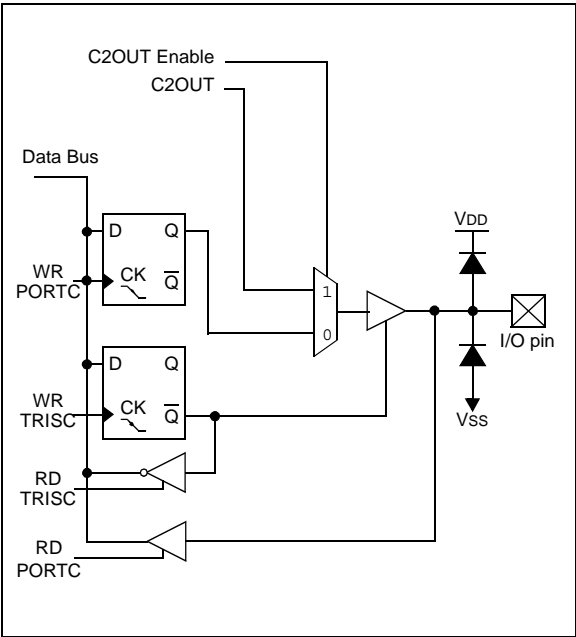 C2OUT Enable
C2OUT
Data Bus
VDD
D Q
WR
PORTC
CK
Q̅
1
0
I/O pin
D Q
WR
TRISC
CK
Q̅
VSS
RD
TRISC
RD
PORTC